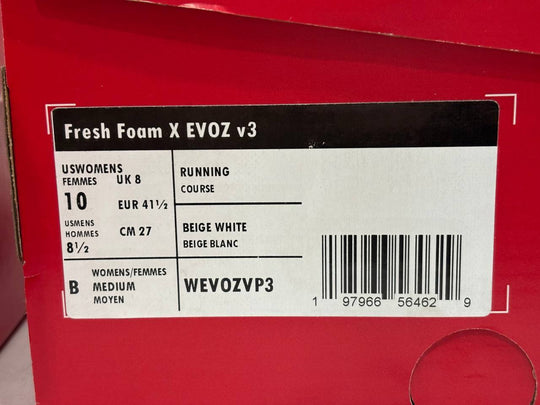 Fresh Foam X EVOZ v3
USWOMENS
FEMMES UK 8
10 EUR 41½
USMENS
HOMMES CM 27
8½
RUNNING
COURSE
BEIGE WHITE
BEIGE BLANC
B WOMENS/FEMMES
MEDIUM
MOYEN
WEVOZVP3
1 97966 56462 9